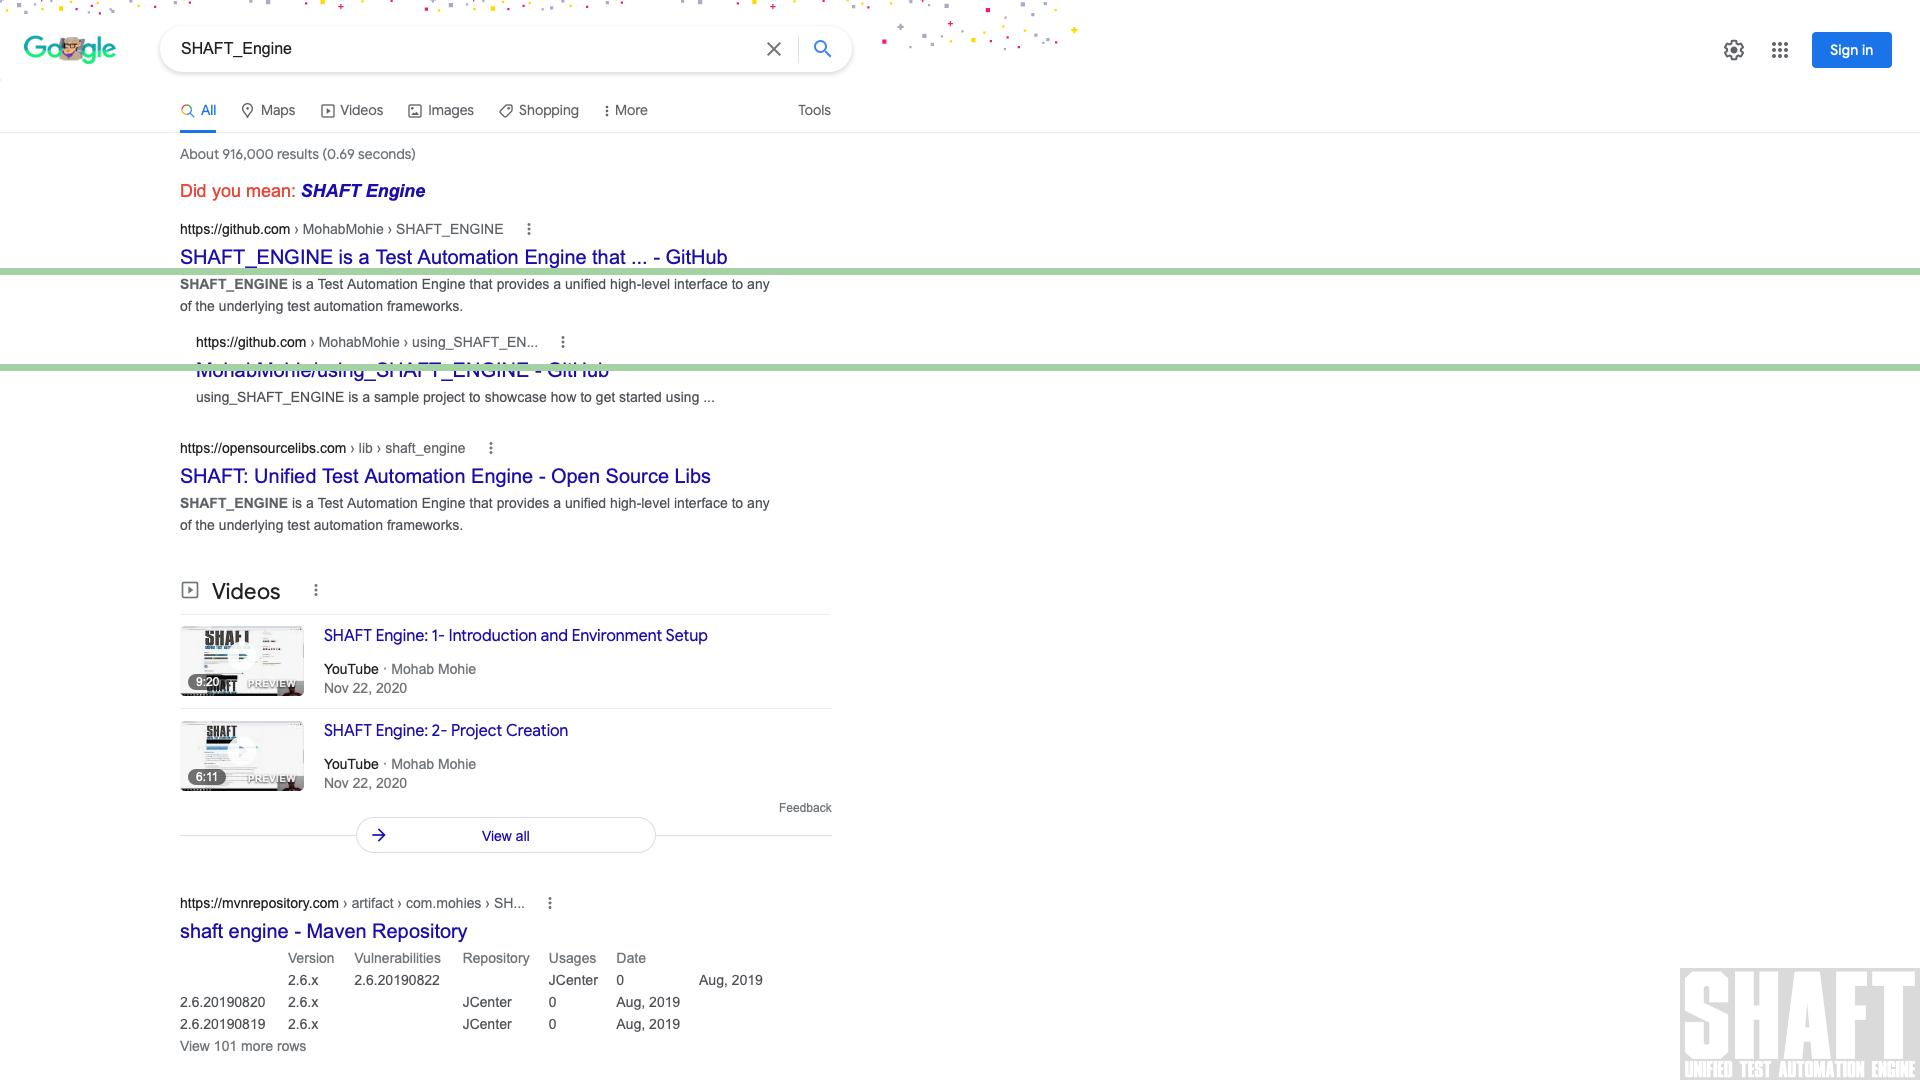 Google
SHAFT_Engine
Sign in
All Maps Videos Images Shopping More Tools
About 916,000 results (0.69 seconds)
Did you mean: SHAFT Engine
https://github.com › MohabMohie › SHAFT_ENGINE
SHAFT_ENGINE is a Test Automation Engine that ... - GitHub
SHAFT_ENGINE is a Test Automation Engine that provides a unified high-level interface to any
of the underlying test automation frameworks.
https://github.com › MohabMohie › using_SHAFT_EN...
MohabMohie/using_SHAFT_ENGINE - GitHub
using_SHAFT_ENGINE is a sample project to showcase how to get started using ...
https://opensourcelibs.com › lib › shaft_engine
SHAFT: Unified Test Automation Engine - Open Source Libs
SHAFT_ENGINE is a Test Automation Engine that provides a unified high-level interface to any
of the underlying test automation frameworks.
Videos
SHAFT
9:20 PREVIEW
SHAFT Engine: 1- Introduction and Environment Setup
YouTube · Mohab Mohie
Nov 22, 2020
SHAFT
6:11 PREVIEW
SHAFT Engine: 2- Project Creation
YouTube · Mohab Mohie
Nov 22, 2020
Feedback
View all
https://mvnrepository.com › artifact › com.mohies › SH...
shaft engine - Maven Repository
Version Vulnerabilities Repository Usages Date
2.6.x 2.6.20190822 JCenter 0 Aug, 2019
2.6.20190820 2.6.x JCenter 0 Aug, 2019
2.6.20190819 2.6.x JCenter 0 Aug, 2019
View 101 more rows
SHAFT
UNIFIED TEST AUTOMATION ENGINE